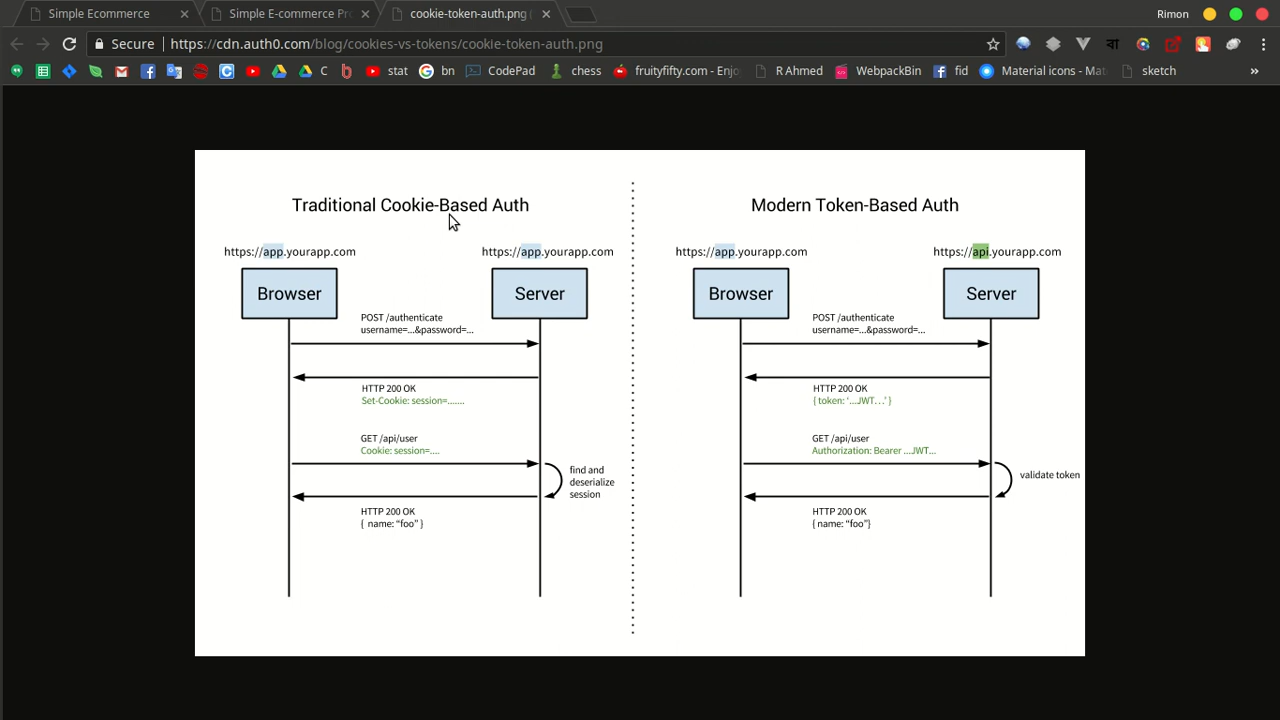 Simple Ecommerce
Simple E-commerce Pr
cookie-token-auth.png (
Rimon
Secure
https://cdn.auth0.com/blog/cookies-vs-tokens/cookie-token-auth.png
C
stat
bn
CodePad
chess
fruityfifty.com - Enjo
R Ahmed
WebpackBin
fid
Material icons - Mat
sketch
»
Traditional Cookie-Based Auth
https://app.yourapp.com
https://app.yourapp.com
Browser
Server
POST /authenticate
username=...&password=...
HTTP 200 OK
Set-Cookie: session=.......
GET /api/user
Cookie: session=....
find and
deserialize
session
HTTP 200 OK
{ name: “foo” }
Modern Token-Based Auth
https://app.yourapp.com
https://api.yourapp.com
Browser
Server
POST /authenticate
username=...&password=...
HTTP 200 OK
{ token: ‘...JWT...’ }
GET /api/user
Authorization: Bearer ...JWT...
validate token
HTTP 200 OK
{ name: “foo”}